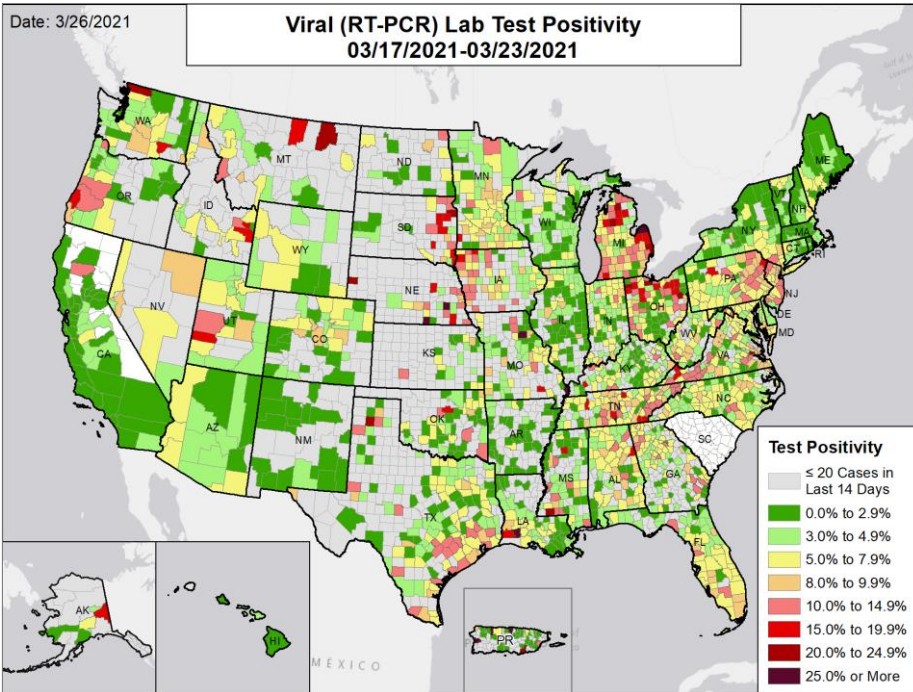 Date: 3/26/2021
Viral (RT-PCR) Lab Test Positivity
03/17/2021-03/23/2021
WA
MT
ND
MN
ME
OR
ID
SD
WI
VT
NH
NY
MA
WY
MI
CT
RI
IA
PA
NJ
NE
NV
OH
UT
IL
IN
DE
CO
MD
WV
CA
KS
MO
VA
KY
NC
TN
OK
AZ
NM
AR
SC
MS
AL
GA
TX
LA
FL
AK
HI
PR
MÉXICO
Test Positivity
≤ 20 Cases in
Last 14 Days
0.0% to 2.9%
3.0% to 4.9%
5.0% to 7.9%
8.0% to 9.9%
10.0% to 14.9%
15.0% to 19.9%
20.0% to 24.9%
25.0% or More